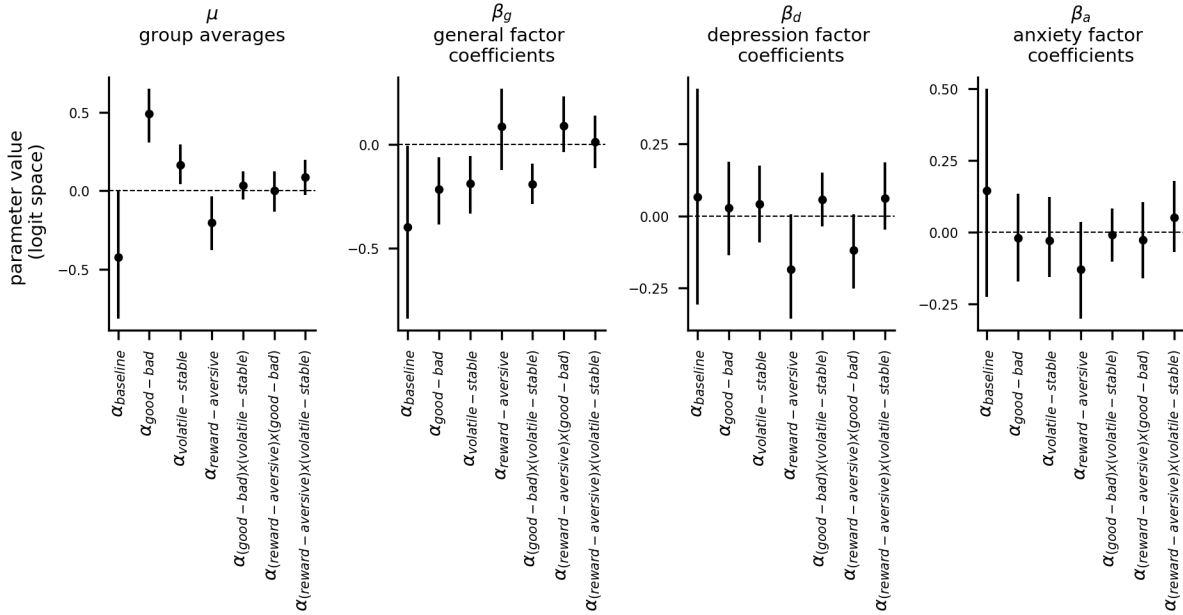 μ
group averages
β_g
general factor
coefficients
β_d
depression factor
coefficients
β_a
anxiety factor
coefficients
parameter value
(logit space)
0.5
0.0
−0.5
0.0
−0.5
0.25
0.00
−0.25
0.50
0.25
0.00
−0.25
α_baseline
α_good−bad
α_volatile−stable
α_reward−aversive
α_(good−bad)x(volatile−stable)
α_(reward−aversive)x(good−bad)
α_(reward−aversive)x(volatile−stable)
α_baseline
α_good−bad
α_volatile−stable
α_reward−aversive
α_(good−bad)x(volatile−stable)
α_(reward−aversive)x(good−bad)
α_(reward−aversive)x(volatile−stable)
α_baseline
α_good−bad
α_volatile−stable
α_reward−aversive
α_(good−bad)x(volatile−stable)
α_(reward−aversive)x(good−bad)
α_(reward−aversive)x(volatile−stable)
α_baseline
α_good−bad
α_volatile−stable
α_reward−aversive
α_(good−bad)x(volatile−stable)
α_(reward−aversive)x(good−bad)
α_(reward−aversive)x(volatile−stable)